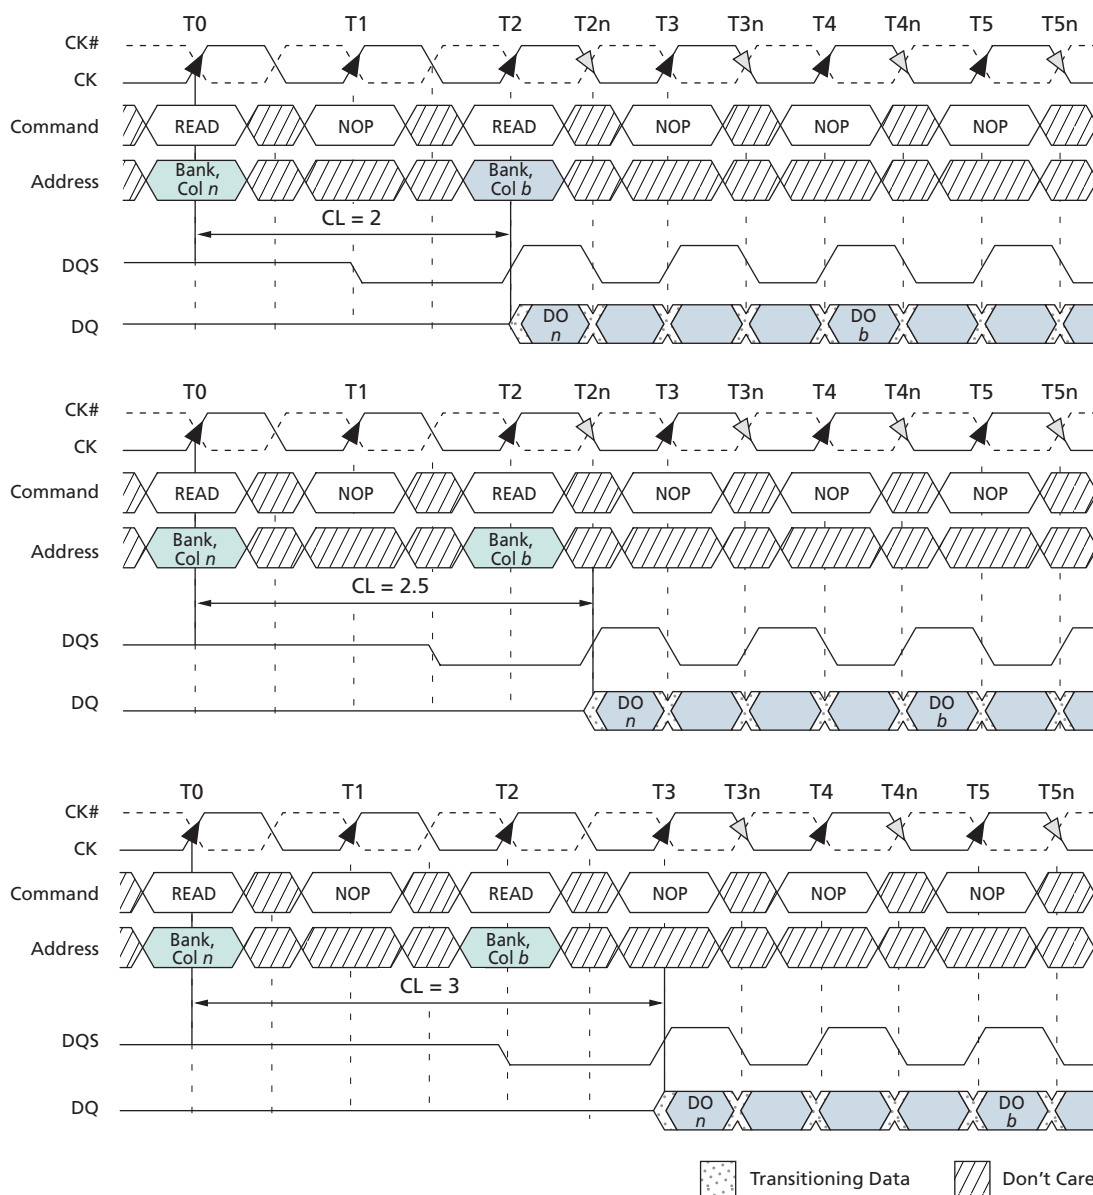 T0 T1 T2 T2n T3 T3n T4 T4n T5 T5n
CK#
CK
Command READ NOP READ NOP NOP NOP
Address Bank, Col n Bank, Col b
CL = 2
DQS
DQ DO n DO b
T0 T1 T2 T2n T3 T3n T4 T4n T5 T5n
CK#
CK
Command READ NOP READ NOP NOP NOP
Address Bank, Col n Bank, Col b
CL = 2.5
DQS
DQ DO n DO b
T0 T1 T2 T3 T3n T4 T4n T5 T5n
CK#
CK
Command READ NOP READ NOP NOP NOP
Address Bank, Col n Bank, Col b
CL = 3
DQS
DQ DO n DO b
Transitioning Data Don't Care